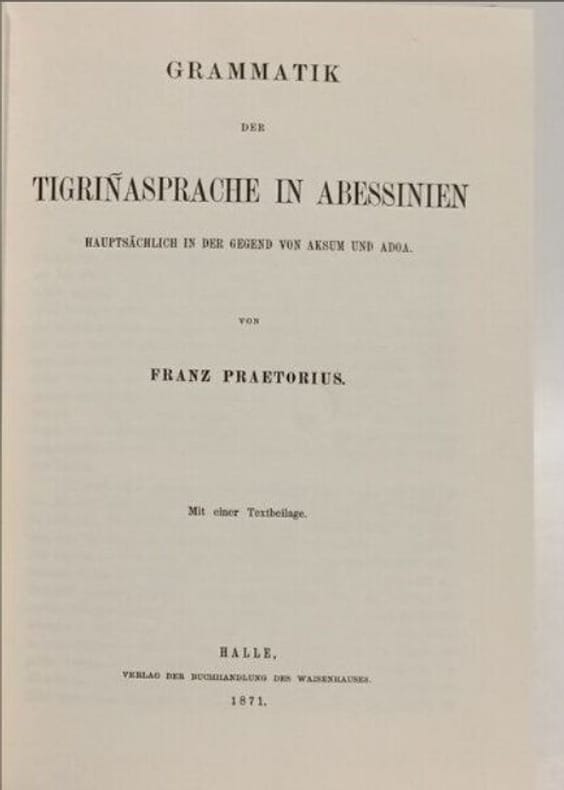 GRAMMATIK
DER
TIGRIÑASPRACHE IN ABESSINIEN
HAUPTSÄCHLICH IN DER GEGEND VON AKSUM UND ADOA.
VON
FRANZ PRAETORIUS.
Mit einer Textbeilage.
HALLE,
VERLAG DER BUCHHANDLUNG DES WAISENHAUSES.
1871.